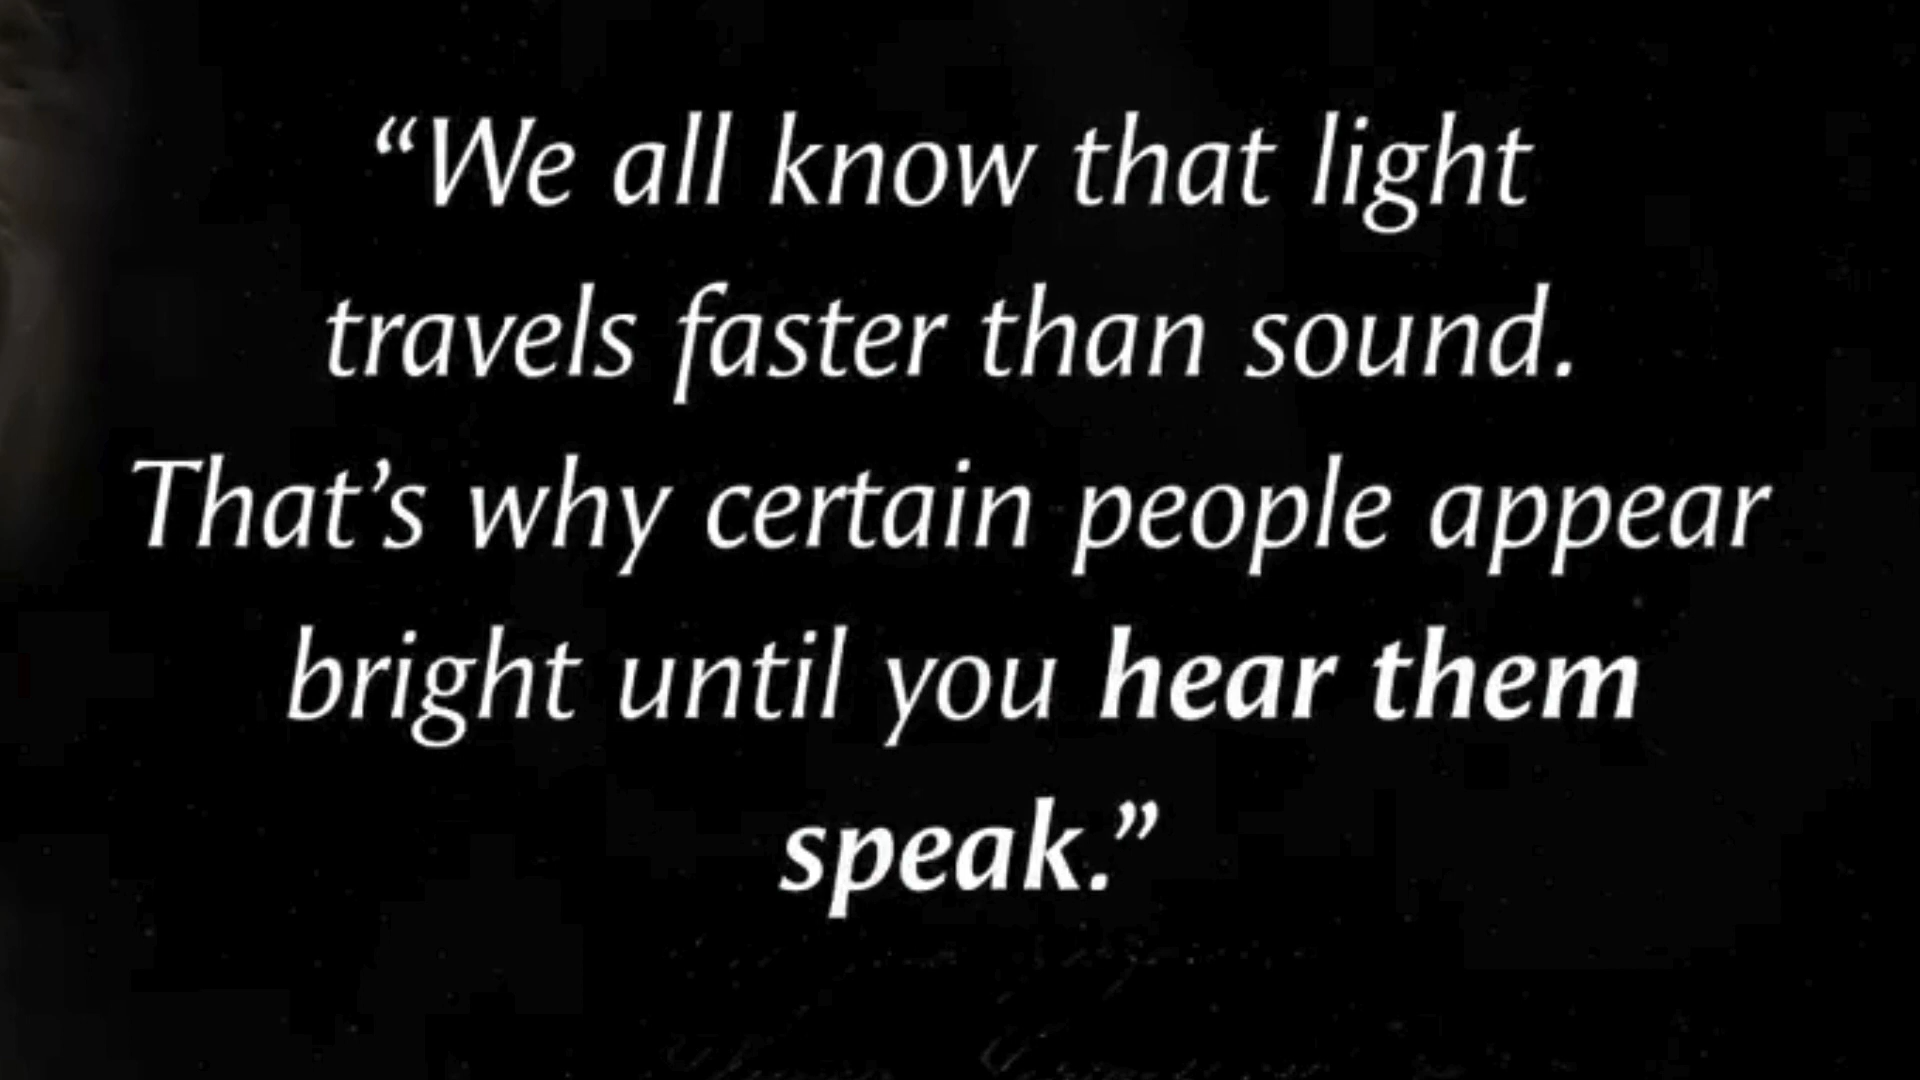 “We all know that light
travels faster than sound.
That’s why certain people appear
bright until you hear them
speak.”